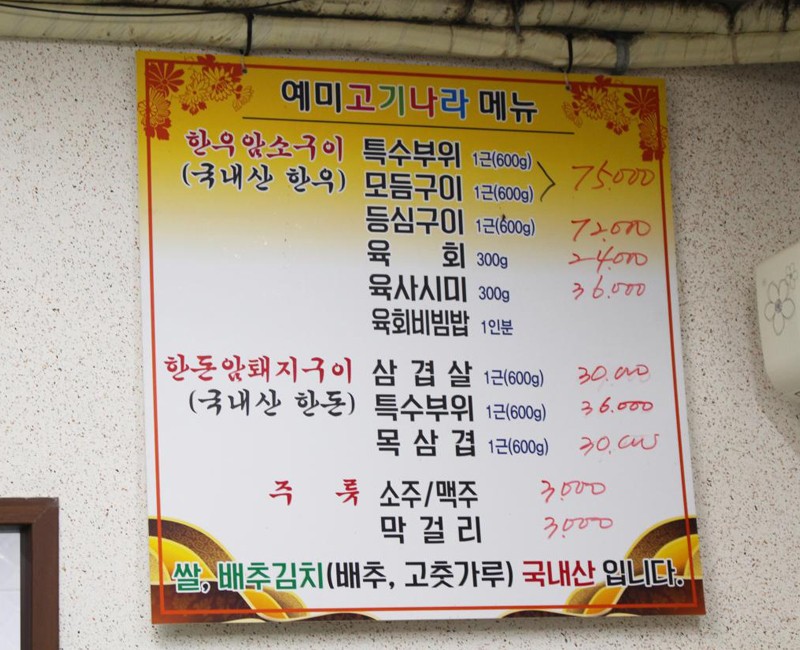 예미고기나라 메뉴
한우암소구이 특수부위 1근(600g)
(국내산 한우) 모듬구이 1근(600g) > 75.000
등심구이 1근(600g) 72.000
육 회 300g 24.000
육사시미 300g 36.000
육회비빔밥 1인분
한돈암퇘지구이 삼겹살 1근(600g) 30.000
(국내산 한돈) 특수부위 1근(600g) 36.000
목삼겹 1근(600g) 30.000
주 륫 소주/맥주 3.000
막걸리 3.000
쌀, 배추김치(배추, 고춧가루) 국내산 입니다.